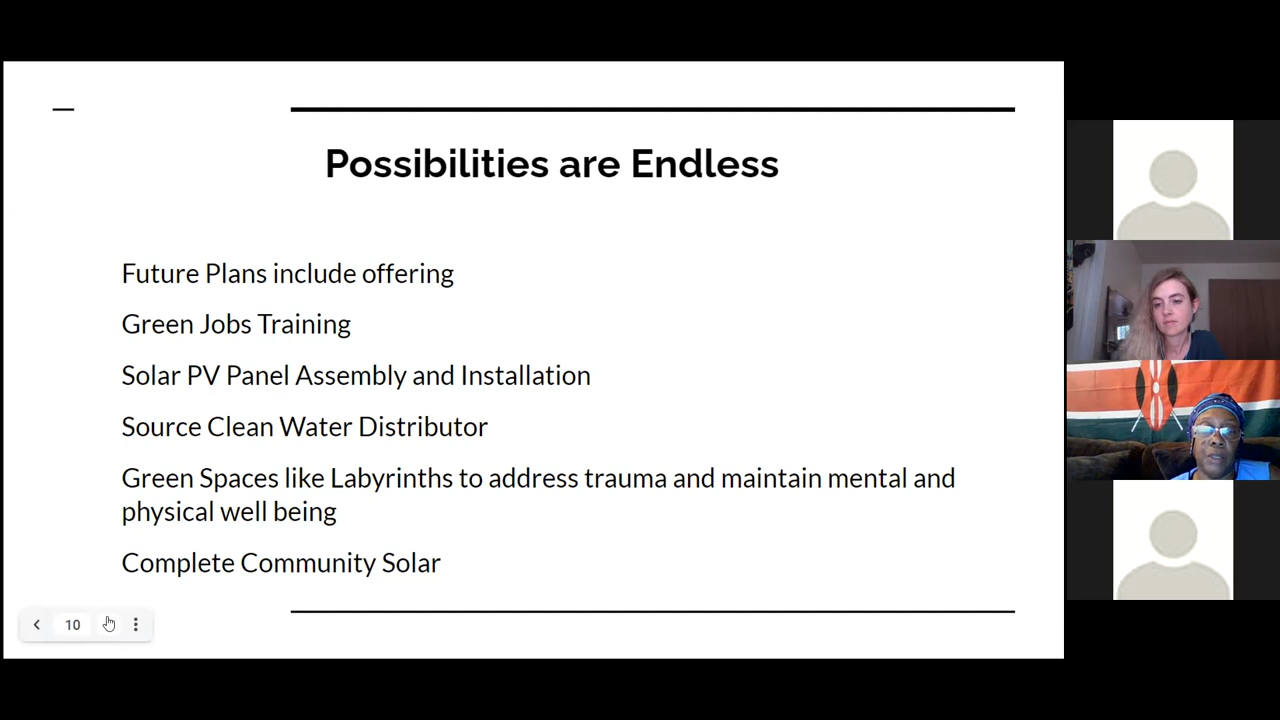 Possibilities are Endless
Future Plans include offering
Green Jobs Training
Solar PV Panel Assembly and Installation
Source Clean Water Distributor
Green Spaces like Labyrinths to address trauma and maintain mental and
physical well being
Complete Community Solar
10